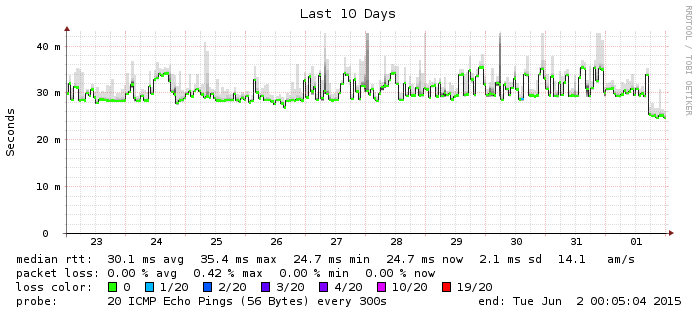 Last 10 Days
RRDTOOL / TOBI OETIKER
Seconds
40 m
30 m
20 m
10 m
0
23 24 25 26 27 28 29 30 31 01
median rtt: 30.1 ms avg 35.4 ms max 24.7 ms min 24.7 ms now 2.1 ms sd 14.1 am/s
packet loss: 0.00 % avg 0.42 % max 0.00 % min 0.00 % now
loss color: 0 1/20 2/20 3/20 4/20 10/20 19/20
probe: 20 ICMP Echo Pings (56 Bytes) every 300s end: Tue Jun 2 00:05:04 2015